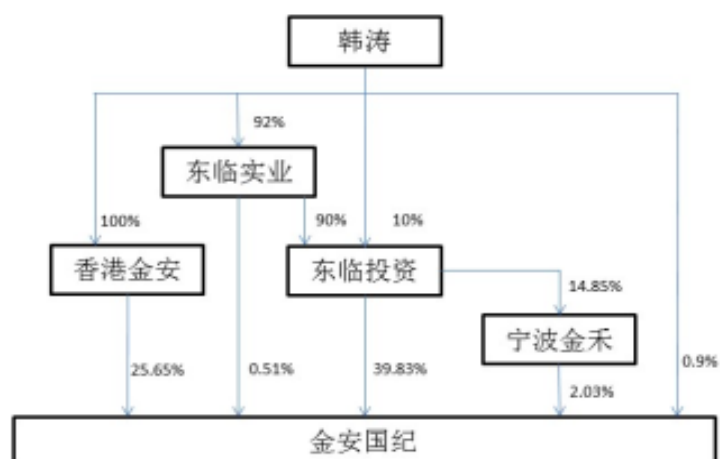 韩涛
92%
东临实业
100%
90%
10%
香港金安
东临投资
14.85%
宁波金禾
25.65%
0.51%
39.83%
2.03%
0.9%
金安国纪